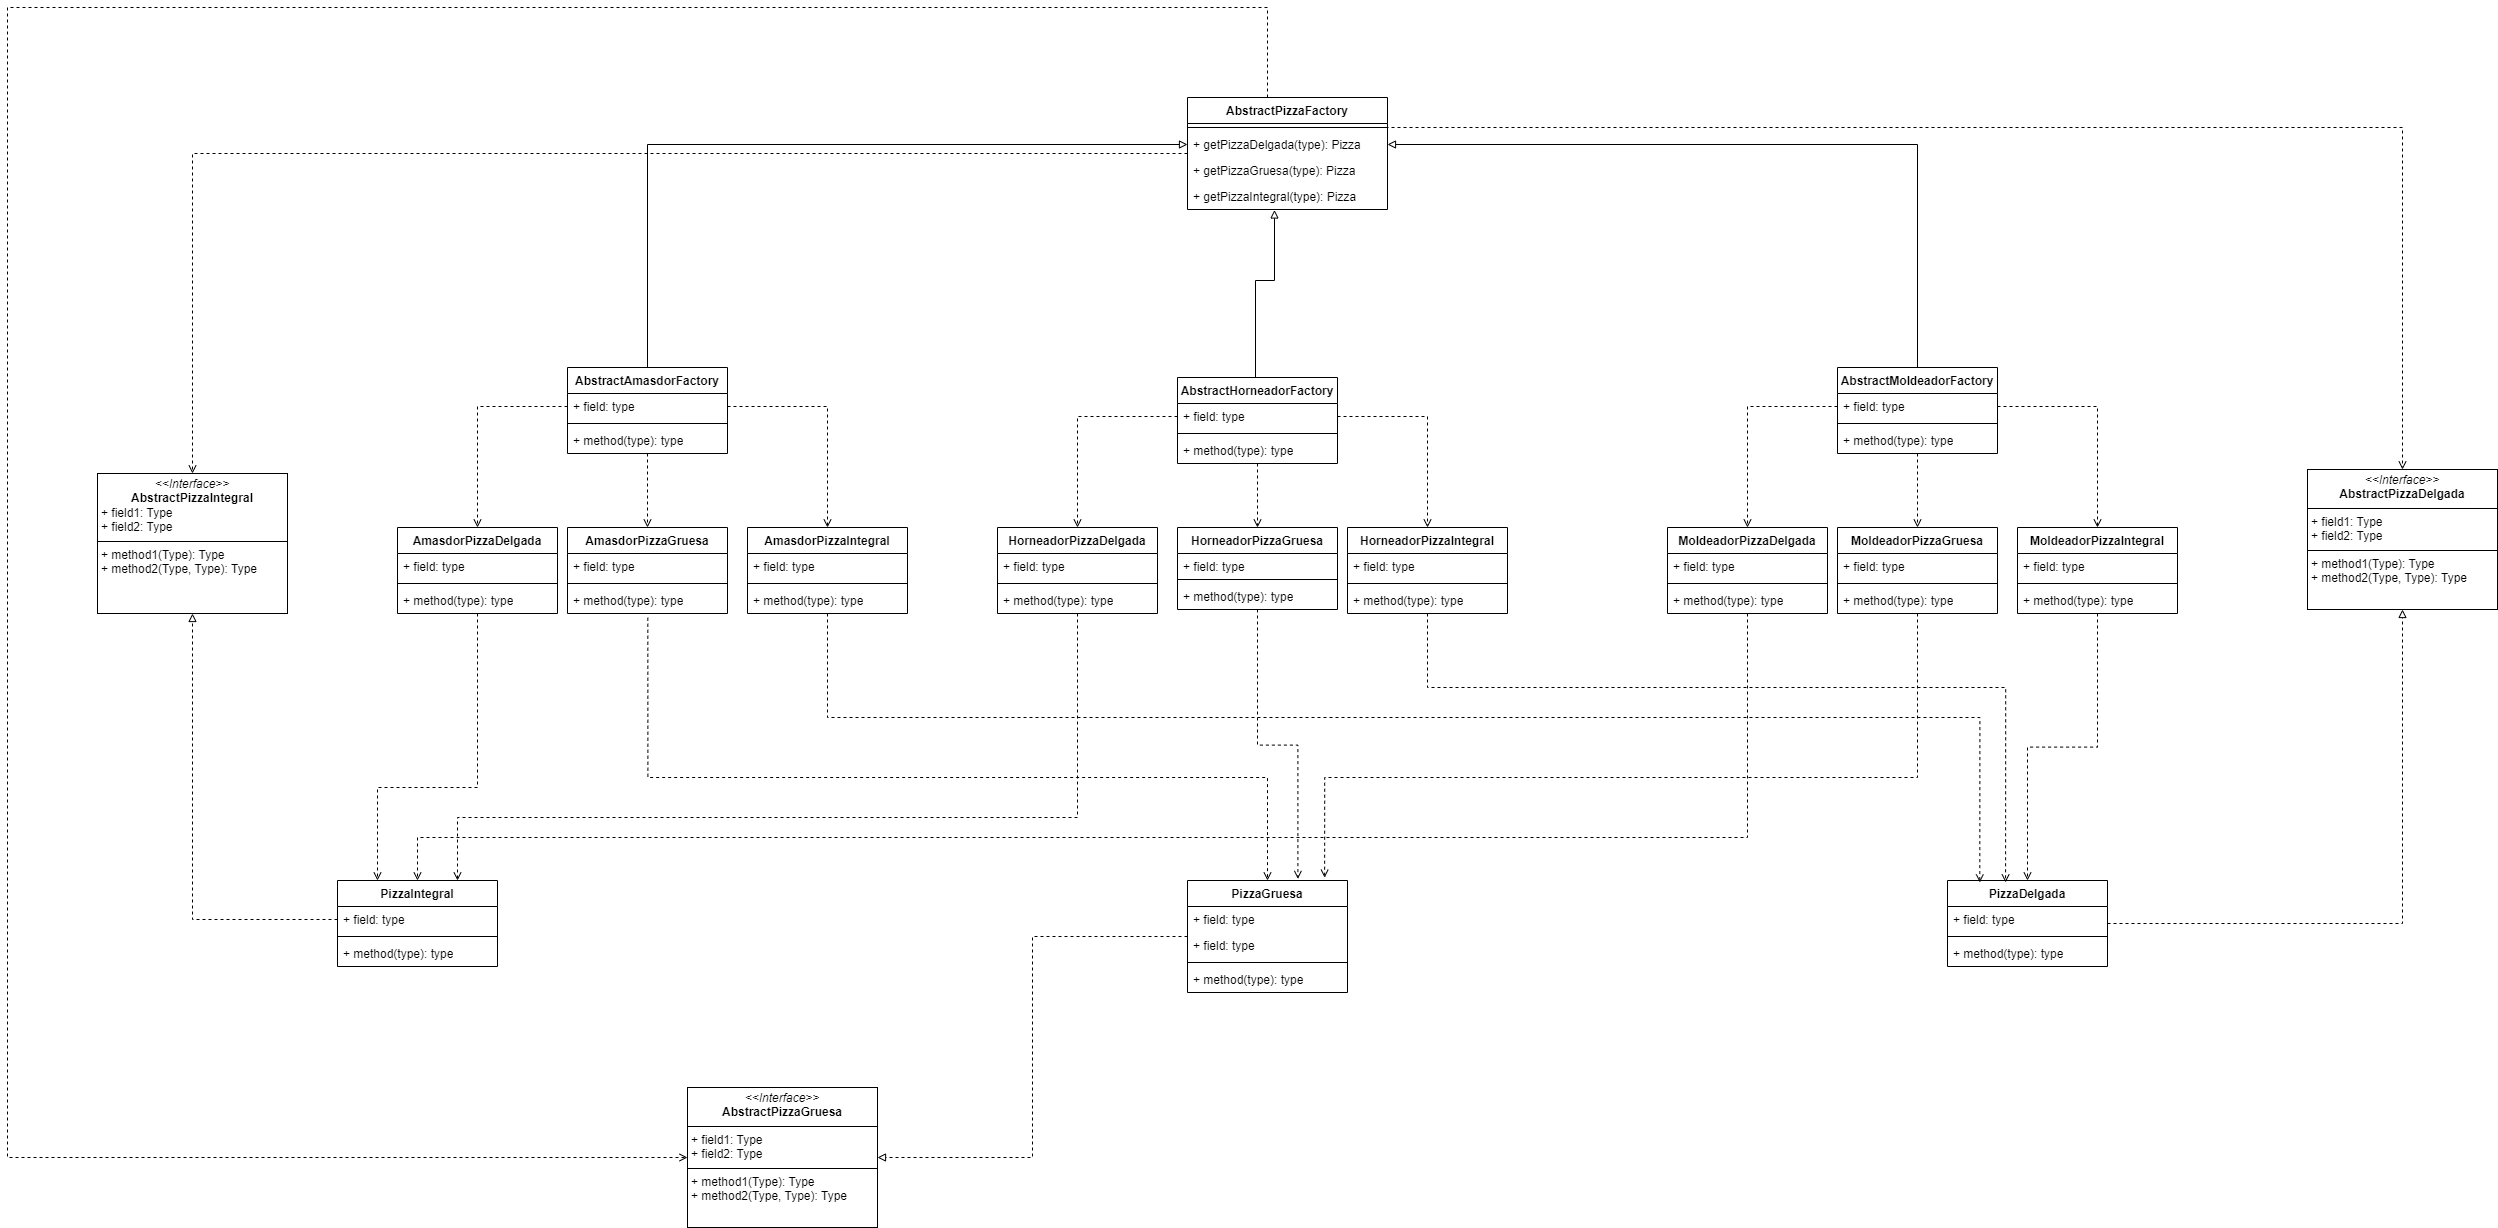 AbstractPizzaFactory
+ getPizzaDelgada(type): Pizza
+ getPizzaGruesa(type): Pizza
+ getPizzaIntegral(type): Pizza
AbstractAmasdorFactory
+ field: type
+ method(type): type
AbstractHorneadorFactory
+ field: type
+ method(type): type
AbstractMoldeadorFactory
+ field: type
+ method(type): type
<<Interface>>
AbstractPizzaIntegral
+ field1: Type
+ field2: Type
+ method1(Type): Type
+ method2(Type, Type): Type
<<Interface>>
AbstractPizzaDelgada
+ field1: Type
+ field2: Type
+ method1(Type): Type
+ method2(Type, Type): Type
AmasdorPizzaDelgada
+ field: type
+ method(type): type
AmasdorPizzaGruesa
+ field: type
+ method(type): type
AmasdorPizzaIntegral
+ field: type
+ method(type): type
HorneadorPizzaDelgada
+ field: type
+ method(type): type
HorneadorPizzaGruesa
+ field: type
+ method(type): type
HorneadorPizzaIntegral
+ field: type
+ method(type): type
MoldeadorPizzaDelgada
+ field: type
+ method(type): type
MoldeadorPizzaGruesa
+ field: type
+ method(type): type
MoldeadorPizzaIntegral
+ field: type
+ method(type): type
PizzaIntegral
+ field: type
+ method(type): type
PizzaGruesa
+ field: type
+ field: type
+ method(type): type
PizzaDelgada
+ field: type
+ method(type): type
<<Interface>>
AbstractPizzaGruesa
+ field1: Type
+ field2: Type
+ method1(Type): Type
+ method2(Type, Type): Type